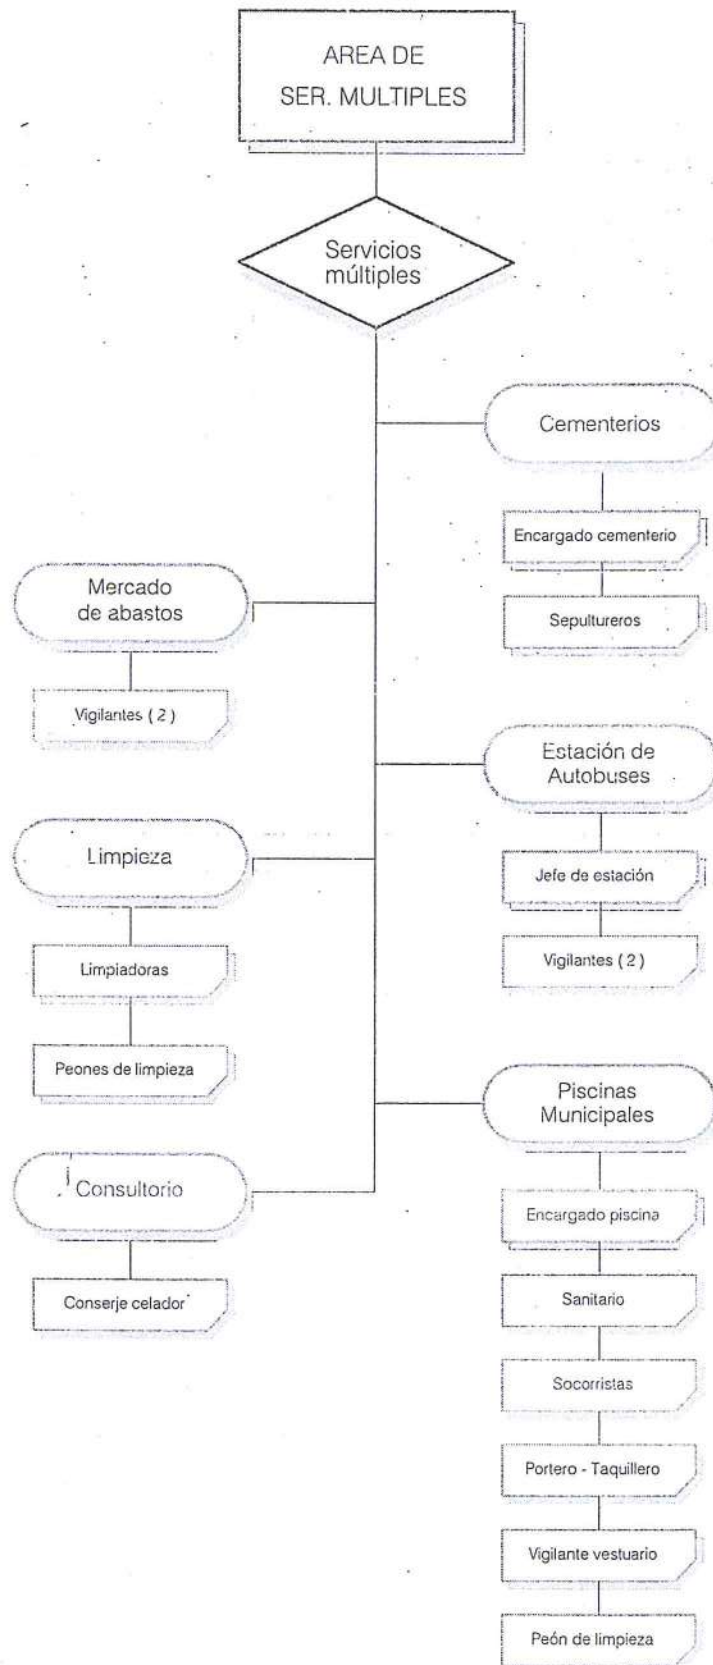 AREA DE
SER. MULTIPLES
Servicios
múltiples
Cementerios
Encargado cementerio
Sepultureros
Mercado
de abastos
Vigilantes ( 2 )
Estación de
Autobuses
Jefe de estación
Vigilantes ( 2 )
Limpieza
Limpiadoras
Peones de limpieza
Piscinas
Municipales
Encargado piscina
Sanitario
Socorristas
Portero - Taquillero
Vigilante vestuario
Peón de limpieza
Consultorio
Conserje celador